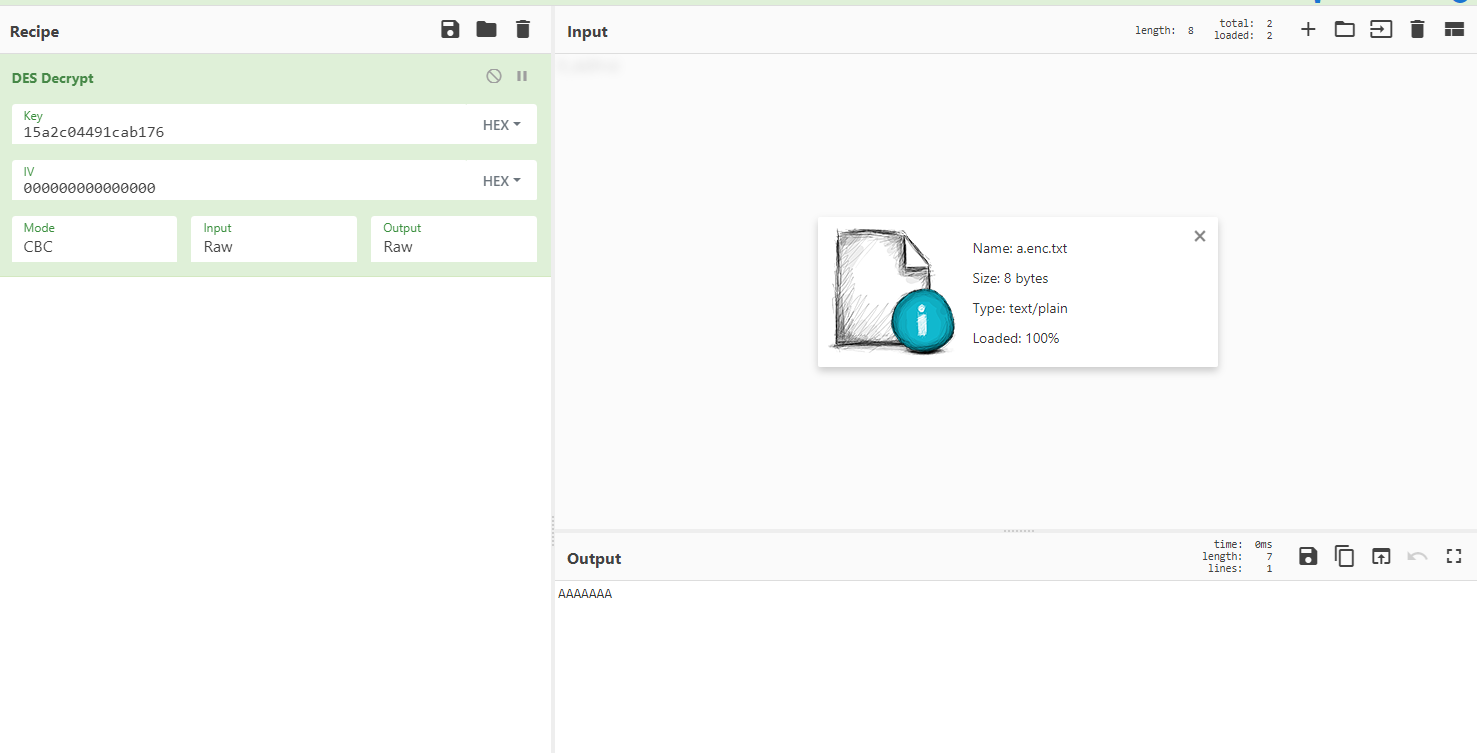 Recipe
DES Decrypt
Key
15a2c04491cab176
HEX
IV
000000000000000
HEX
Mode
CBC
Input
Raw
Output
Raw
Input
length: 8
total: 2
loaded: 2
Name: a.enc.txt
Size: 8 bytes
Type: text/plain
Loaded: 100%
Output
time: 0ms
length: 7
lines: 1
AAAAAAA